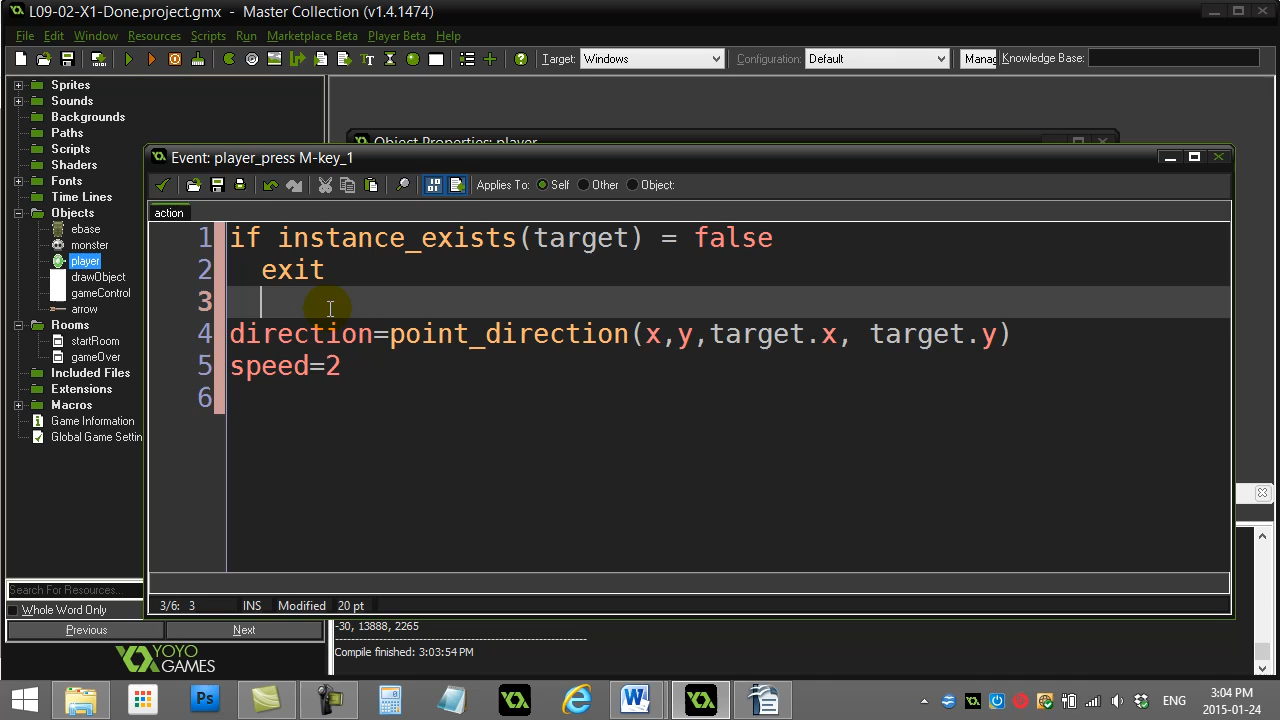 L09-02-X1-Done.project.gmx - Master Collection (v1.4.1474)
File Edit Window Resources Scripts Run Marketplace Beta Player Beta Help
Target: Windows Configuration: Default Manag Knowledge Base:
Sprites
Sounds
Backgrounds
Paths
Scripts
Shaders
Fonts
Time Lines
Objects
ebase
monster
player
drawObject
gameControl
arrow
Rooms
startRoom
gameOver
Included Files
Extensions
Macros
Game Information
Global Game Settin
Search For Resources...
Whole Word Only
Previous Next
YOYO
GAMES
Object Properties: player
Event: player_press M-key_1
Applies To: Self Other Object:
action
1 if instance_exists(target) = false
2 exit
3
4 direction=point_direction(x,y,target.x, target.y)
5 speed=2
6
3/6: 3 INS Modified 20 pt
-30, 13888, 2265
Compile finished: 3:03:54 PM
ENG
3:04 PM
2015-01-24